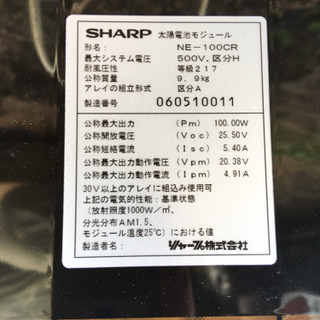 SHARP 太陽電池モジュール
形名: NE-100CR
最大システム電圧 500V、区分H
耐風圧性 等級217
公称質量 9.9kg
アレイの組立形式 区分A
製造番号 060510011
公称最大出力 (Pm) 100.00W
公称開放電圧 (Voc) 25.50V
公称短絡電流 (Isc) 5.40A
公称最大出力動作電圧 (Vpm) 20.38V
公称最大出力動作電流 (Ipm) 4.91A
30V以上のアレイに組込み使用可
上記の電気的性能:基準状態
(放射照度1000W/㎡、
分光分布AM1.5、
モジュール温度25℃)における値
製造者名: シャープ株式会社